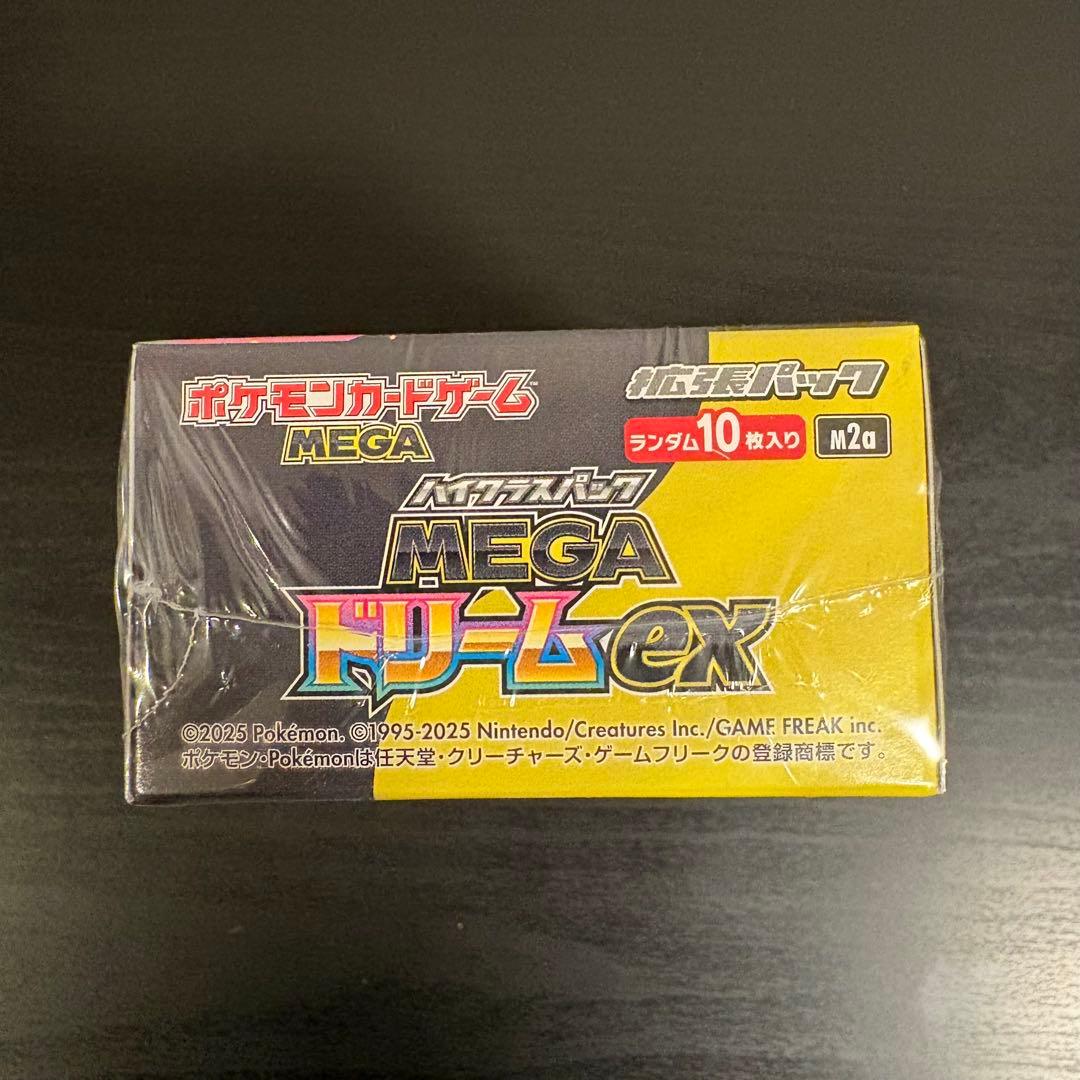 ポケモンカードゲーム™
MEGA
拡張パック
ランダム10枚入り M2a
ハイクラスパック
MEGA
ドリームex
©2025 Pokémon. ©1995-2025 Nintendo/Creatures Inc./GAME FREAK inc.
ポケモン・Pokémonは任天堂・クリーチャーズ・ゲームフリークの登録商標です。